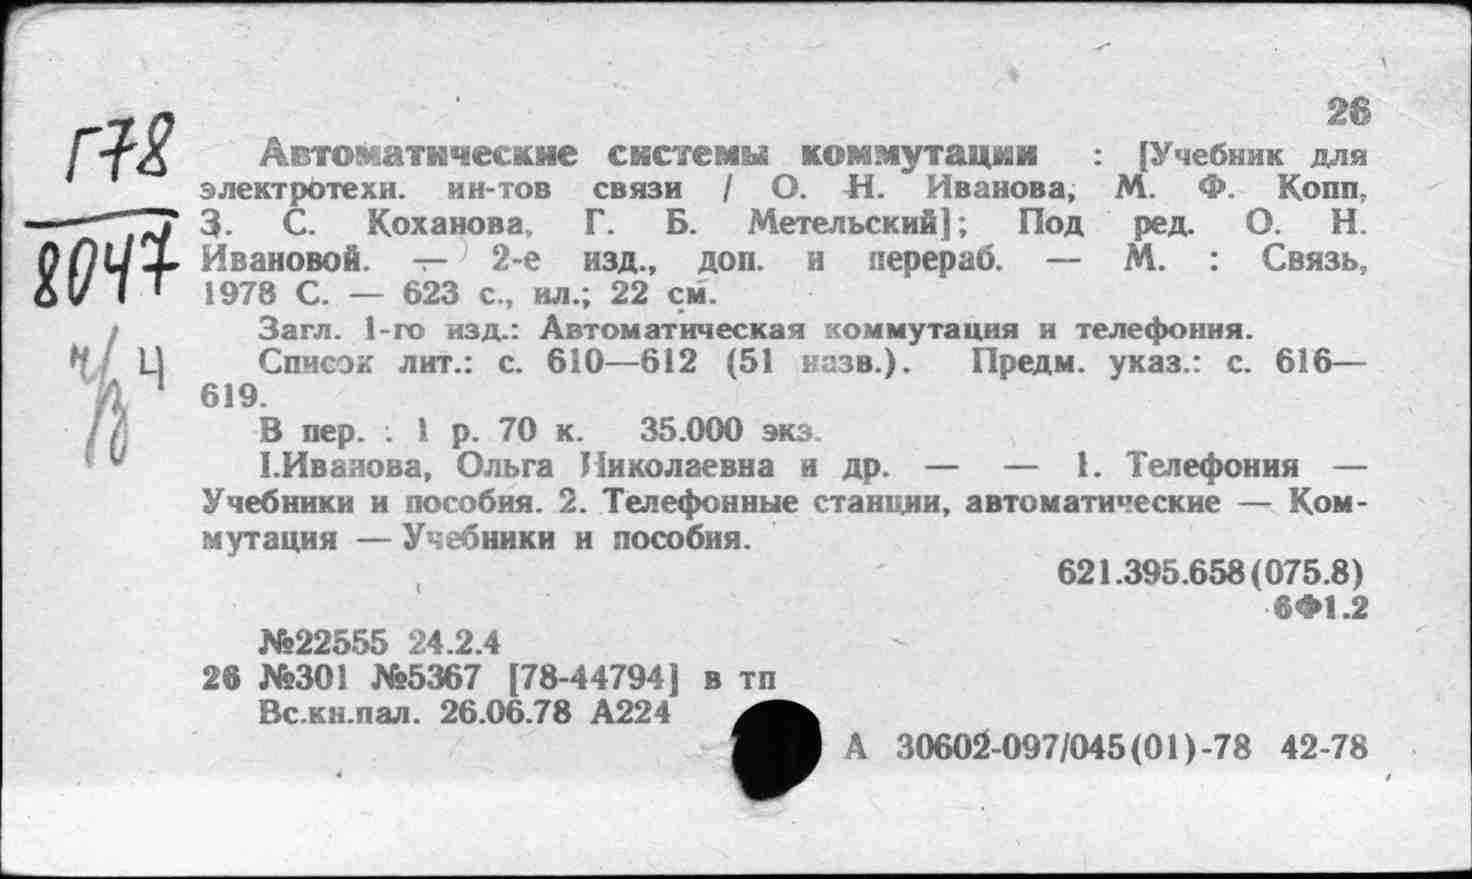 26
Г78
8047
ч/ч
Автоматические системы коммутации : [Учебник для
электротехн. ин-тов связи / О. Н. Иванова, М. Ф. Копп,
З. С. Коханова, Г. Б. Метельский]; Под ред. О. Н.
Ивановой. — 2-е изд., доп. и перераб. — М. : Связь,
1978 С. — 623 с., ил.; 22 см.
Загл. 1-го изд.: Автоматическая коммутация и телефония.
Список лит.: с. 610—612 (51 назв.). Предм. указ.: с. 616—
619.
В пер. : 1 р. 70 к. 35.000 экз.
I.Иванова, Ольга Николаевна и др. — — 1. Телефония —
Учебники и пособия. 2. Телефонные станции, автоматические — Ком-
мутация — Учебники и пособия.
621.395.658(075.8)
6Ф1.2
№22555 24.2.4
26 №301 №5367 [78-44794] в тп
Вс.кн.пал. 26.06.78 А224
А 30602-097/045(01)-78 42-78